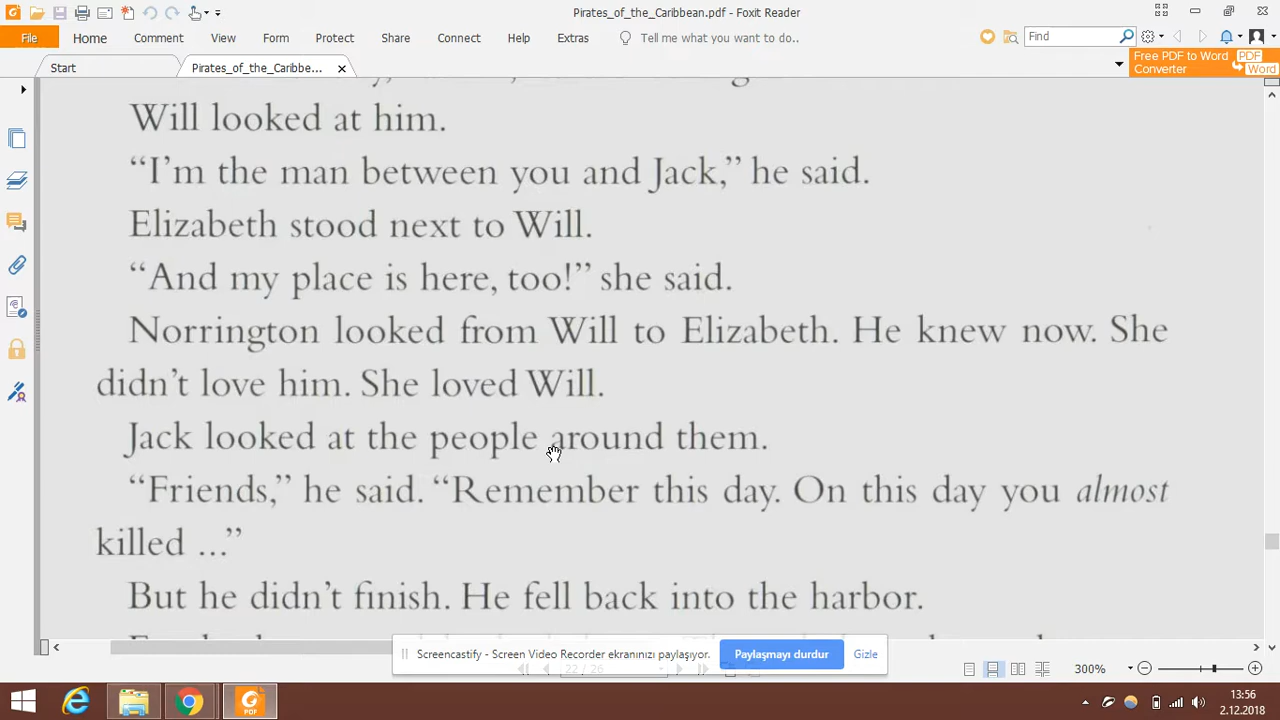 Pirates_of_the_Caribbean.pdf - Foxit Reader
File Home Comment View Form Protect Share Connect Help Extras Tell me what you want to do.. Find
Start Pirates_of_the_Caribbe... Free PDF to Word Converter PDF Word
Will looked at him.
“I’m the man between you and Jack,” he said.
Elizabeth stood next to Will.
“And my place is here, too!” she said.
Norrington looked from Will to Elizabeth. He knew now. She
didn’t love him. She loved Will.
Jack looked at the people around them.
“Friends,” he said. “Remember this day. On this day you almost
killed ...”
But he didn’t finish. He fell back into the harbor.
Screencastify - Screen Video Recorder ekranınızı paylaşıyor. Paylaşmayı durdur Gizle
22 / 26 300%
PDF 13:56
2.12.2018